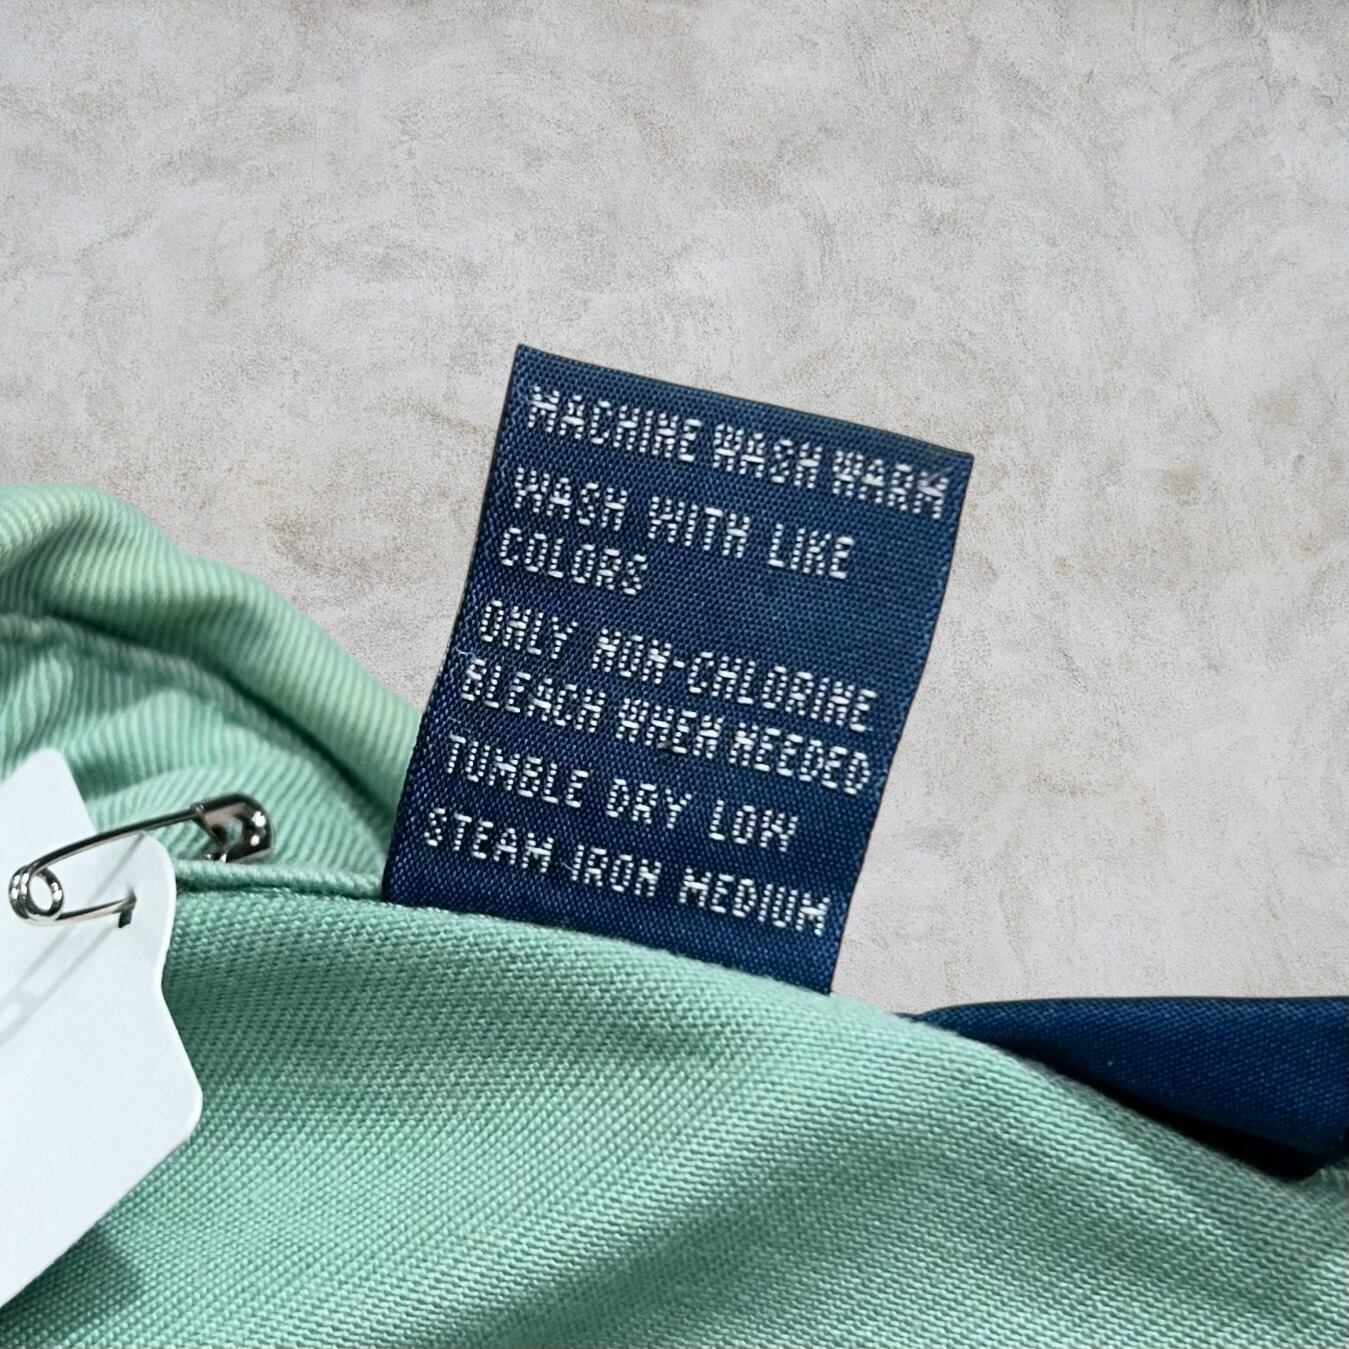 MACHINE WASH WARM
WASH WITH LIKE
COLORS
ONLY NON-CHLORINE
BLEACH WHEN NEEDED
TUMBLE DRY LOW
STEAM IRON MEDIUM